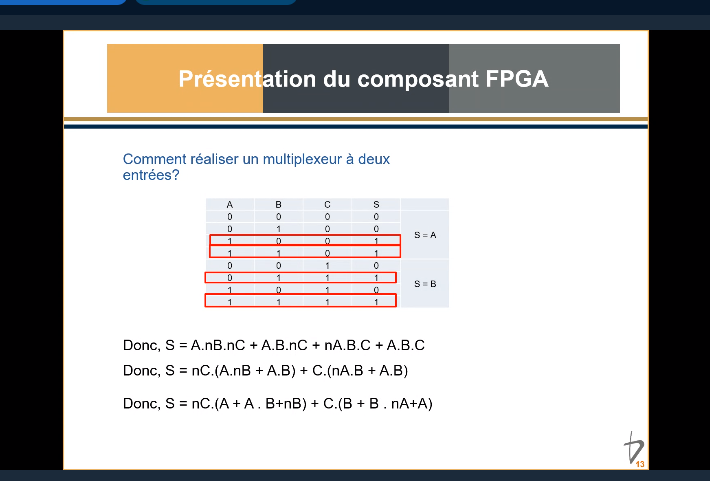 Présentation du composant FPGA
Comment réaliser un multiplexeur à deux
entrées?
A B C S
0 0 0 0
0 1 0 0
1 0 0 1
S = A
1 1 0 1
0 0 1 0
0 1 1 1
S = B
1 0 1 0
1 1 1 1
Donc, S = A.nB.nC + A.B.nC + nA.B.C + A.B.C
Donc, S = nC.(A.nB + A.B) + C.(nA.B + A.B)
Donc, S = nC.(A + A . B+nB) + C.(B + B . nA+A)
13